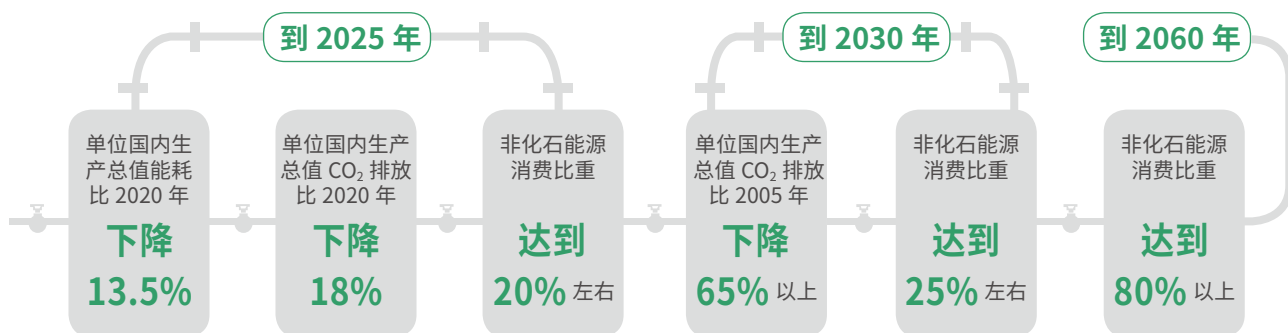 到 2025 年
到 2030 年
到 2060 年
单位国内生
产总值能耗
比 2020 年
下降
13.5%
单位国内生产
总值 CO₂ 排放
比 2020 年
下降
18%
非化石能源
消费比重
达到
20% 左右
单位国内生产
总值 CO₂ 排放
比 2005 年
下降
65% 以上
非化石能源
消费比重
达到
25% 左右
非化石能源
消费比重
达到
80% 以上